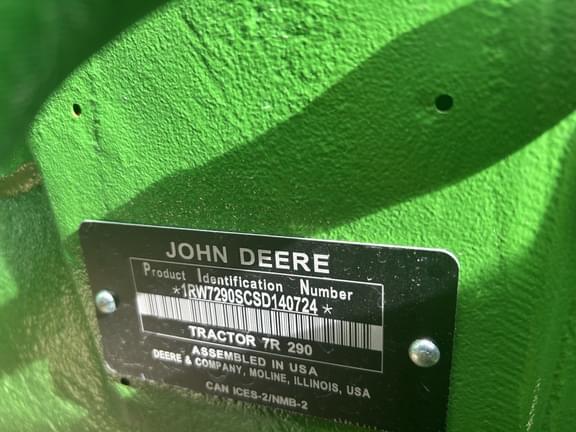 JOHN DEERE
Product Identification Number
*1RW7290SCSD140724*
TRACTOR 7R 290
ASSEMBLED IN USA
DEERE & COMPANY, MOLINE, ILLINOIS, USA
CAN ICES-2/NMB-2